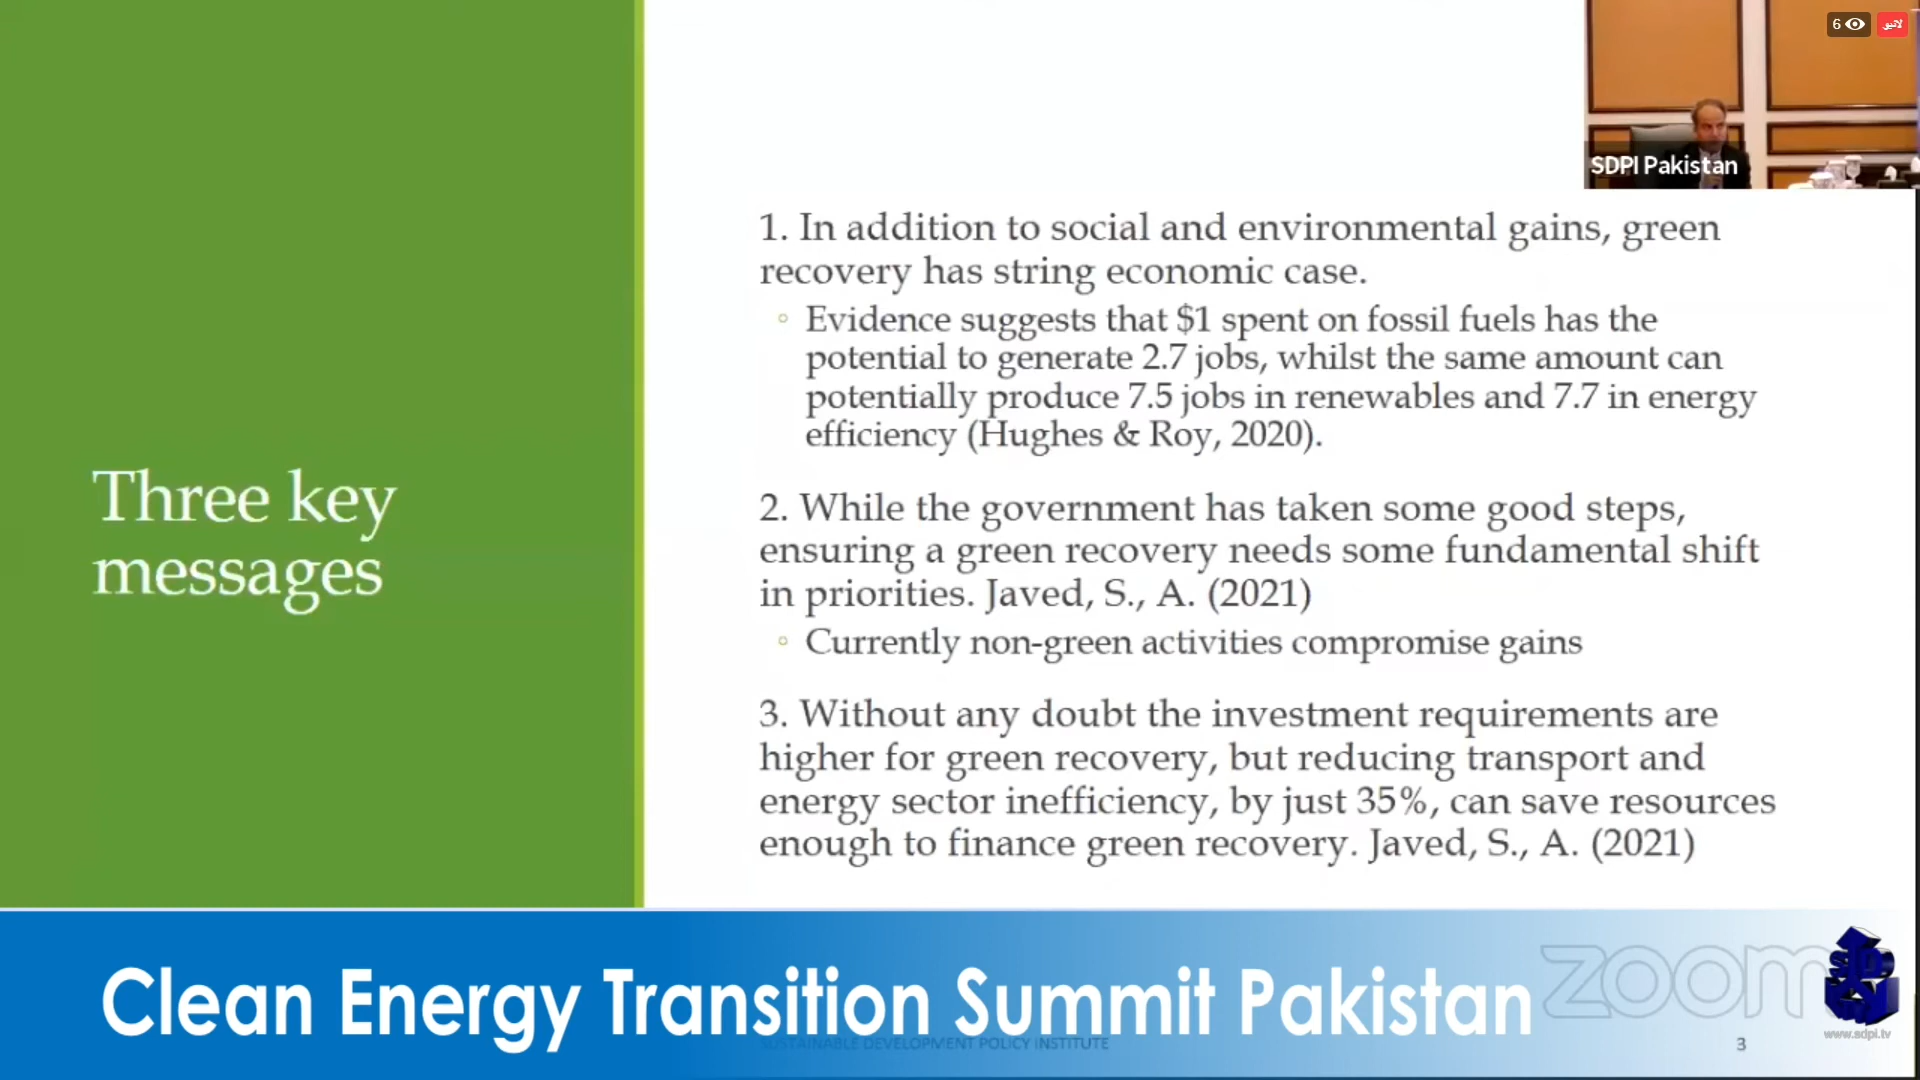 6
لائیو
SDPI Pakistan
1. In addition to social and environmental gains, green
recovery has string economic case.
Evidence suggests that $1 spent on fossil fuels has the
potential to generate 2.7 jobs, whilst the same amount can
potentially produce 7.5 jobs in renewables and 7.7 in energy
efficiency (Hughes & Roy, 2020).
Three key
messages
2. While the government has taken some good steps,
ensuring a green recovery needs some fundamental shift
in priorities. Javed, S., A. (2021)
Currently non-green activities compromise gains
3. Without any doubt the investment requirements are
higher for green recovery, but reducing transport and
energy sector inefficiency, by just 35%, can save resources
enough to finance green recovery. Javed, S., A. (2021)
Clean Energy Transition Summit Pakistan
zoom
SUSTAINABLE DEVELOPMENT POLICY INSTITUTE
3
SDPI
www.sdpi.tv